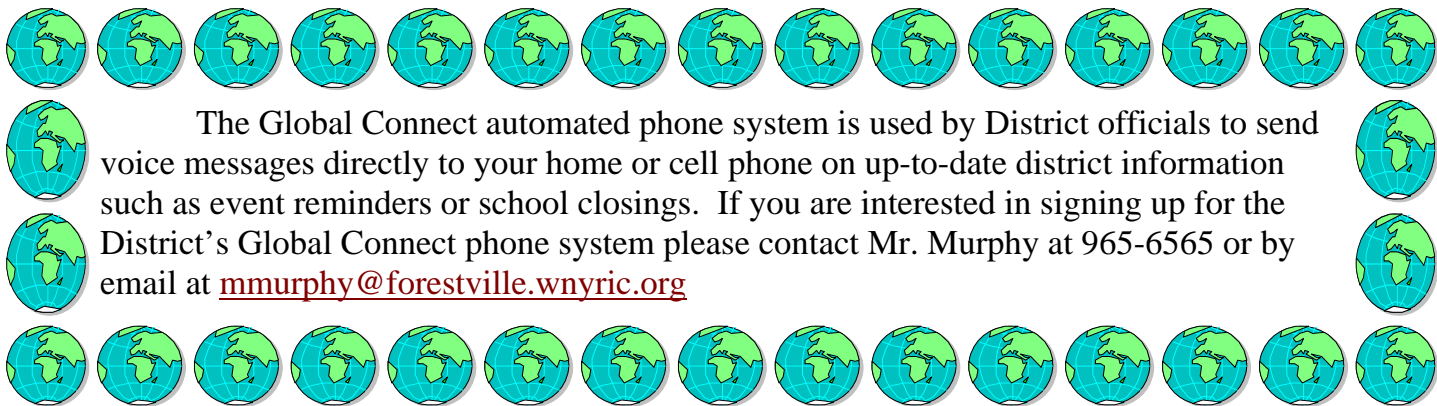 The Global Connect automated phone system is used by District officials to send
voice messages directly to your home or cell phone on up-to-date district information
such as event reminders or school closings.  If you are interested in signing up for the
District’s Global Connect phone system please contact Mr. Murphy at 965-6565 or by
email at mmurphy@forestville.wnyric.org